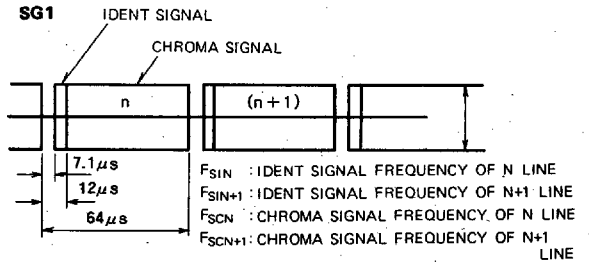 SG1
IDENT SIGNAL
CHROMA SIGNAL
n
(n+1)
7.1μs
12μs
64μs
FSIN : IDENT SIGNAL FREQUENCY OF N LINE
FSIN+1 : IDENT SIGNAL FREQUENCY OF N+1 LINE
FSCN : CHROMA SIGNAL FREQUENCY OF N LINE
FSCN+1 : CHROMA SIGNAL FREQUENCY OF N+1
LINE